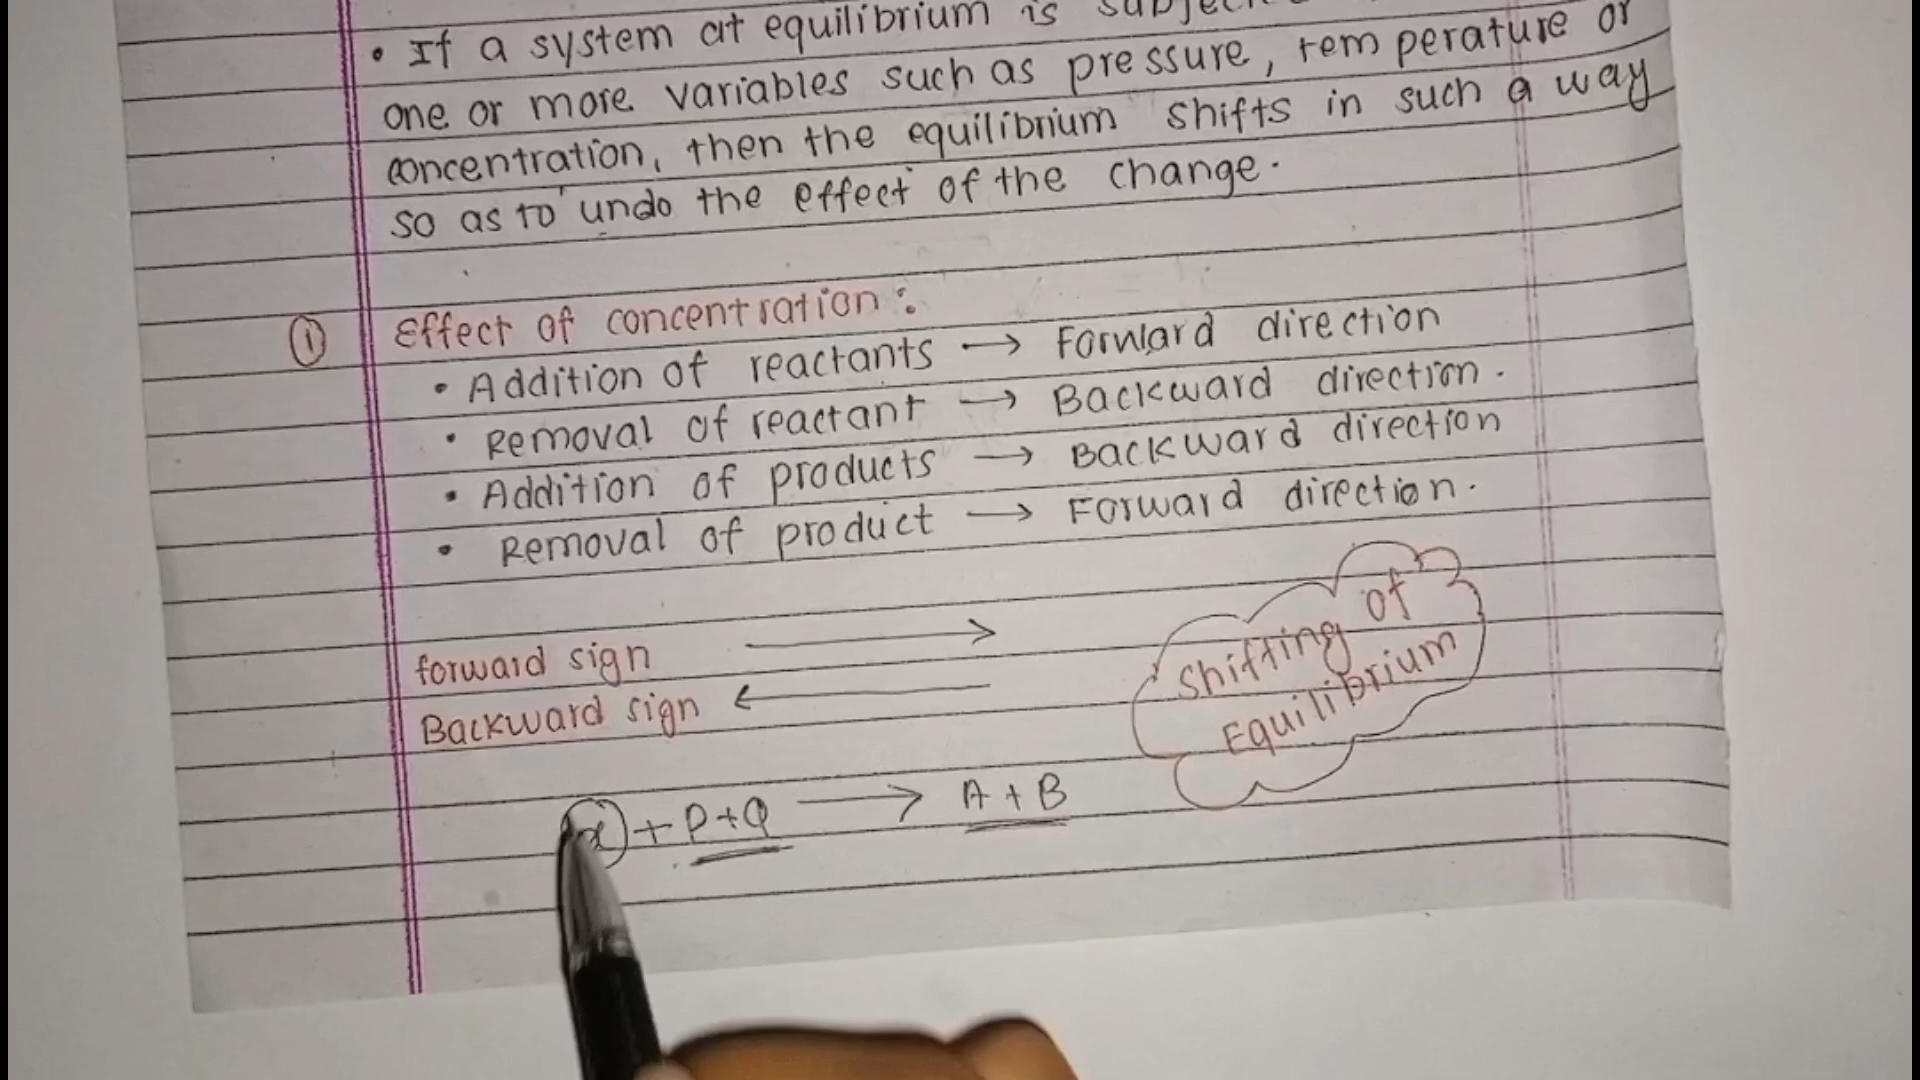 • If a system at equilibrium is
one or more variables such as pressure, temperature or
concentration, then the equilibrium shifts in such a way
so as to undo the effect of the change.
① Effect of concentration:
• Addition of reactants → Forward direction
• Removal of reactant → Backward direction.
• Addition of products → Backward direction
• Removal of product → Forward direction.
forward sign →
Backward sign ←
Shifting of
Equilibrium
x + P+Q → A + B